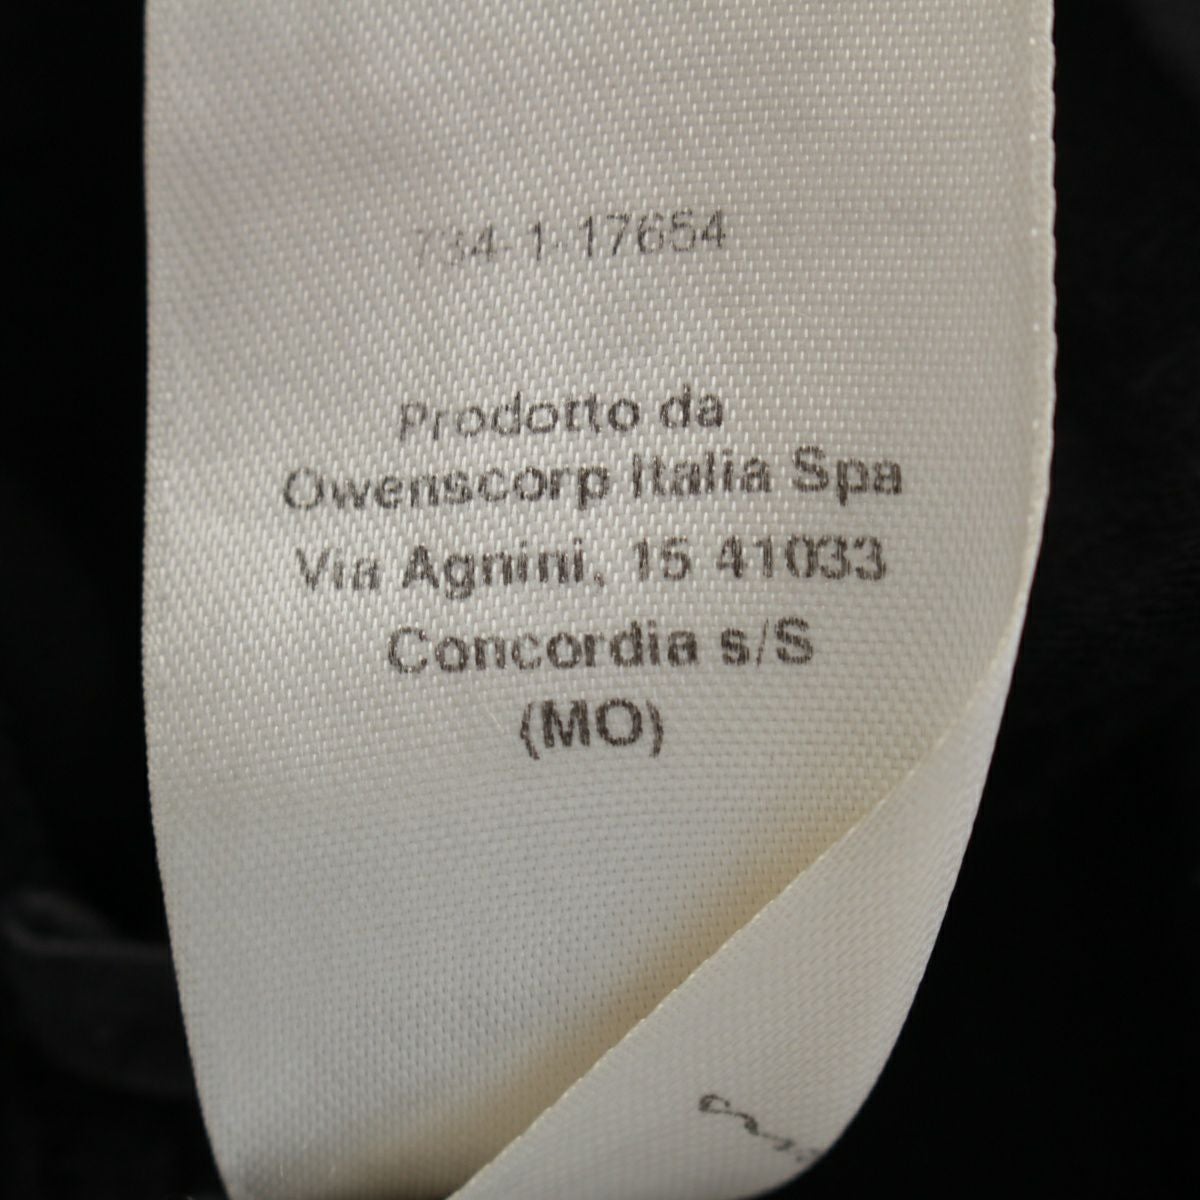 734-1-17654
Prodotto da
Owenscorp Italia Spa
Via Agnini, 15 41033
Concordia s/S
(MO)